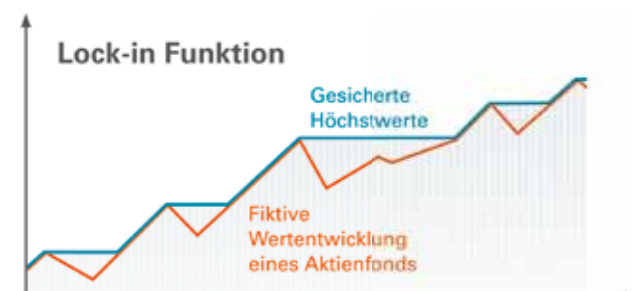 Lock-in Funktion
Gesicherte
Höchstwerte
Fiktive
Wertentwicklung
eines Aktienfonds